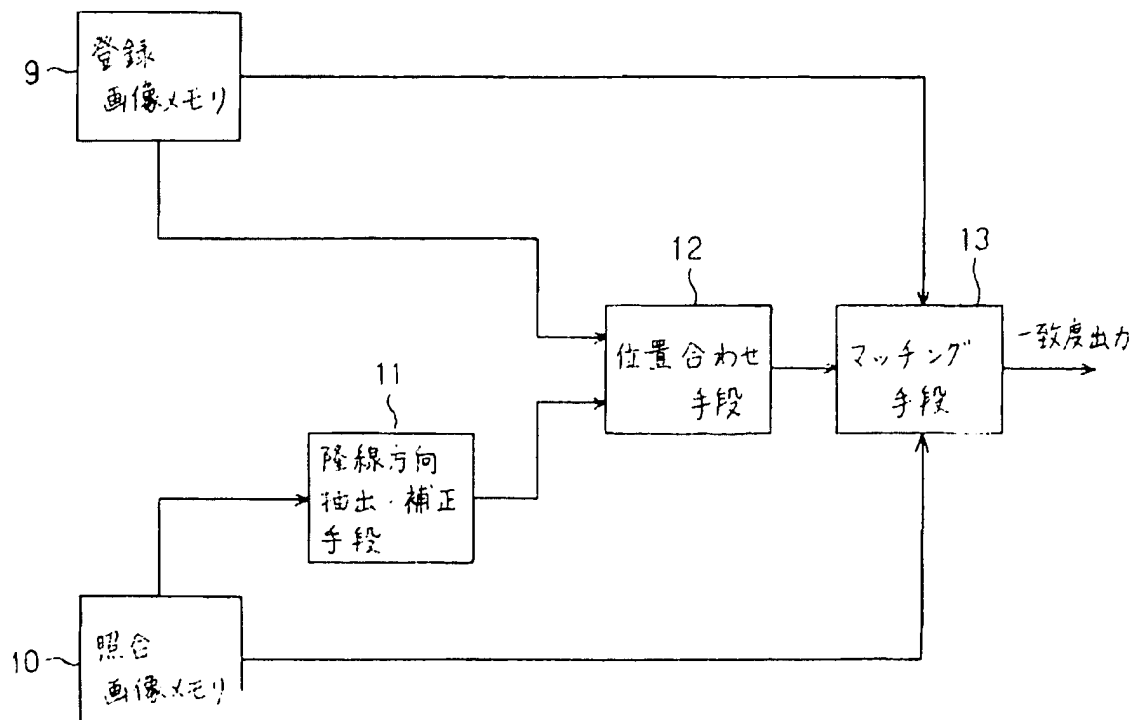 9
登録
画像メモリ
12
位置合わせ
手段
13
マッチング
手段
一致度出力
11
隆線方向
抽出・補正
手段
10
照合
画像メモリ